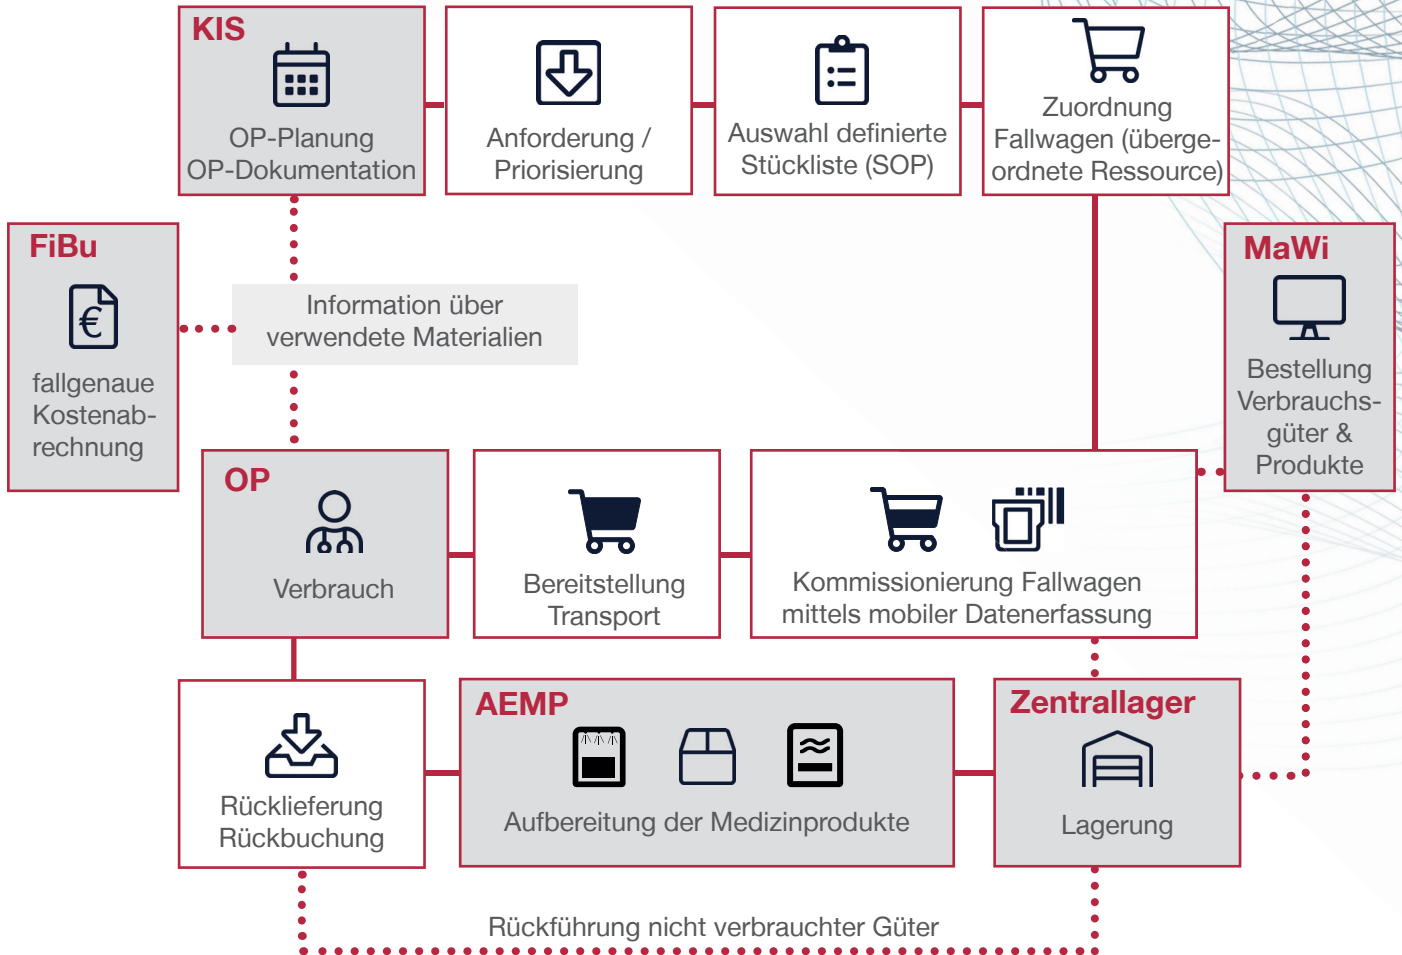 KIS
OP-Planung
OP-Dokumentation
Anforderung /
Priorisierung
Auswahl definierte
Stückliste (SOP)
Zuordnung
Fallwagen (überge-
ordnete Ressource)
FiBu
€
fallgenaue
Kostenab-
rechnung
Information über
verwendete Materialien
MaWi
Bestellung
Verbrauchs-
güter &
Produkte
OP
Verbrauch
Bereitstellung
Transport
Kommissionierung Fallwagen
mittels mobiler Datenerfassung
Rücklieferung
Rückbuchung
AEMP
Aufbereitung der Medizinprodukte
Zentrallager
Lagerung
Rückführung nicht verbrauchter Güter